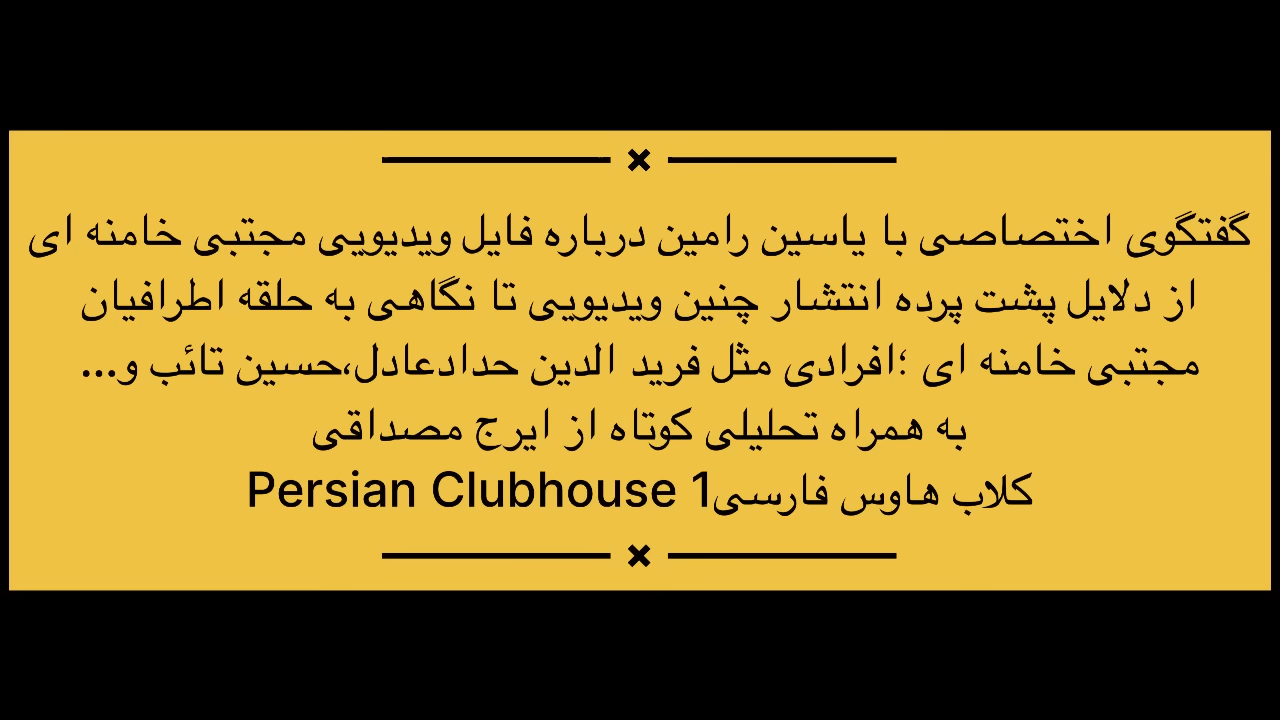 گفتگوی اختصاصی با یاسین رامین درباره فایل ویدیویی مجتبی خامنه ای
از دلایل پشت پرده انتشار چنین ویدیویی تا نگاهی به حلقه اطرافیان
مجتبی خامنه ای ؛افرادی مثل فرید الدین حدادعادل،حسین تائب و...
به همراه تحلیلی کوتاه از ایرج مصداقی
کلاب هاوس فارسی1 Persian Clubhouse